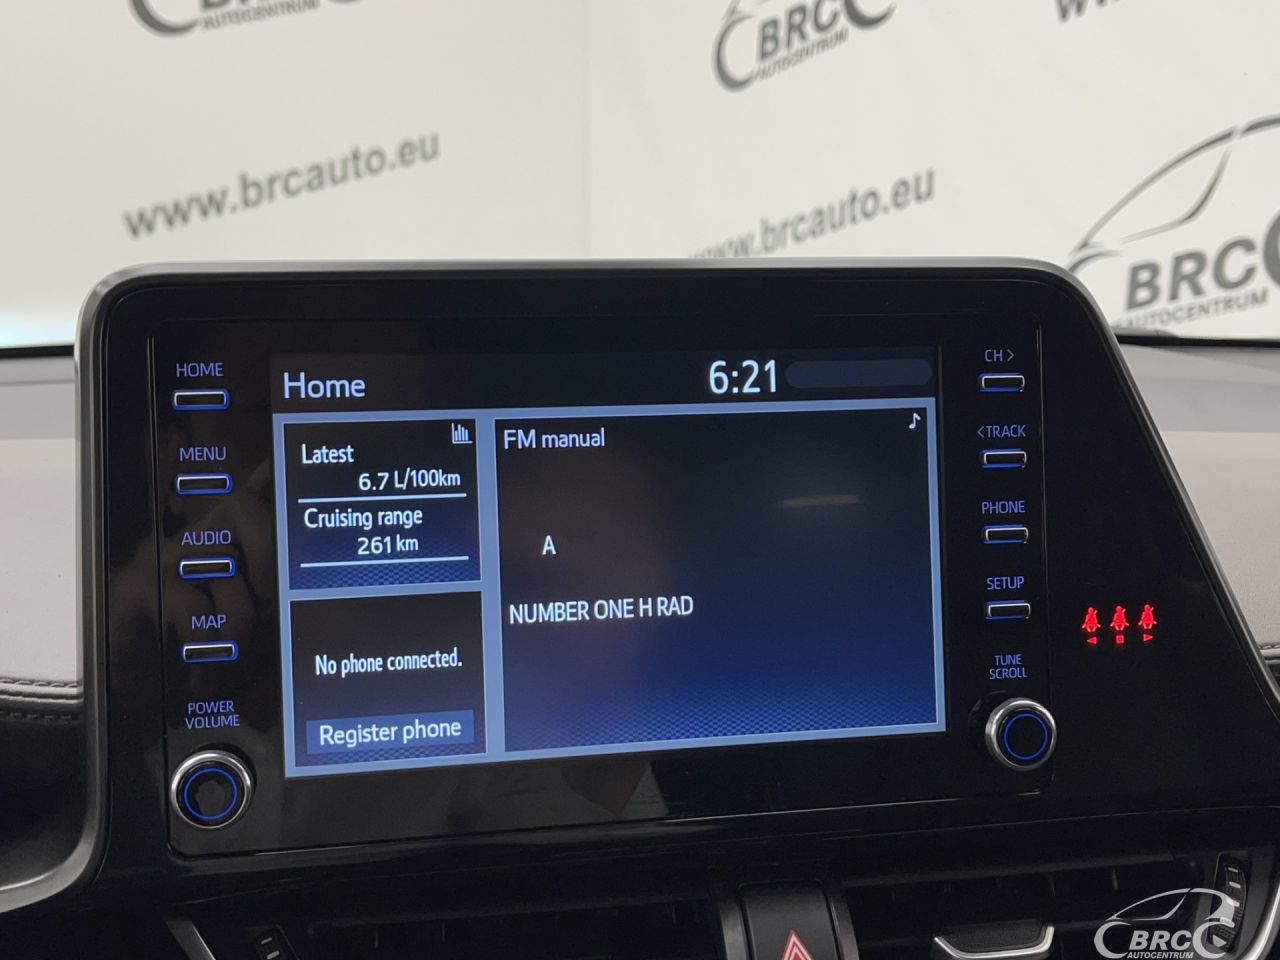 AUTOCENTRUM
BRC
AUTOCENTRUM
www.brcauto.eu
www.brcauto.eu
BRC
AUTOCENTRUM
HOME
MENU
AUDIO
MAP
POWER
VOLUME
Home
6:21
Latest
6.7 L/100km
Cruising range
261 km
No phone connected.
Register phone
FM manual
A
NUMBER ONE H RAD
CH >
< TRACK
PHONE
SETUP
TUNE
SCROLL
BRC
AUTOCENTRUM